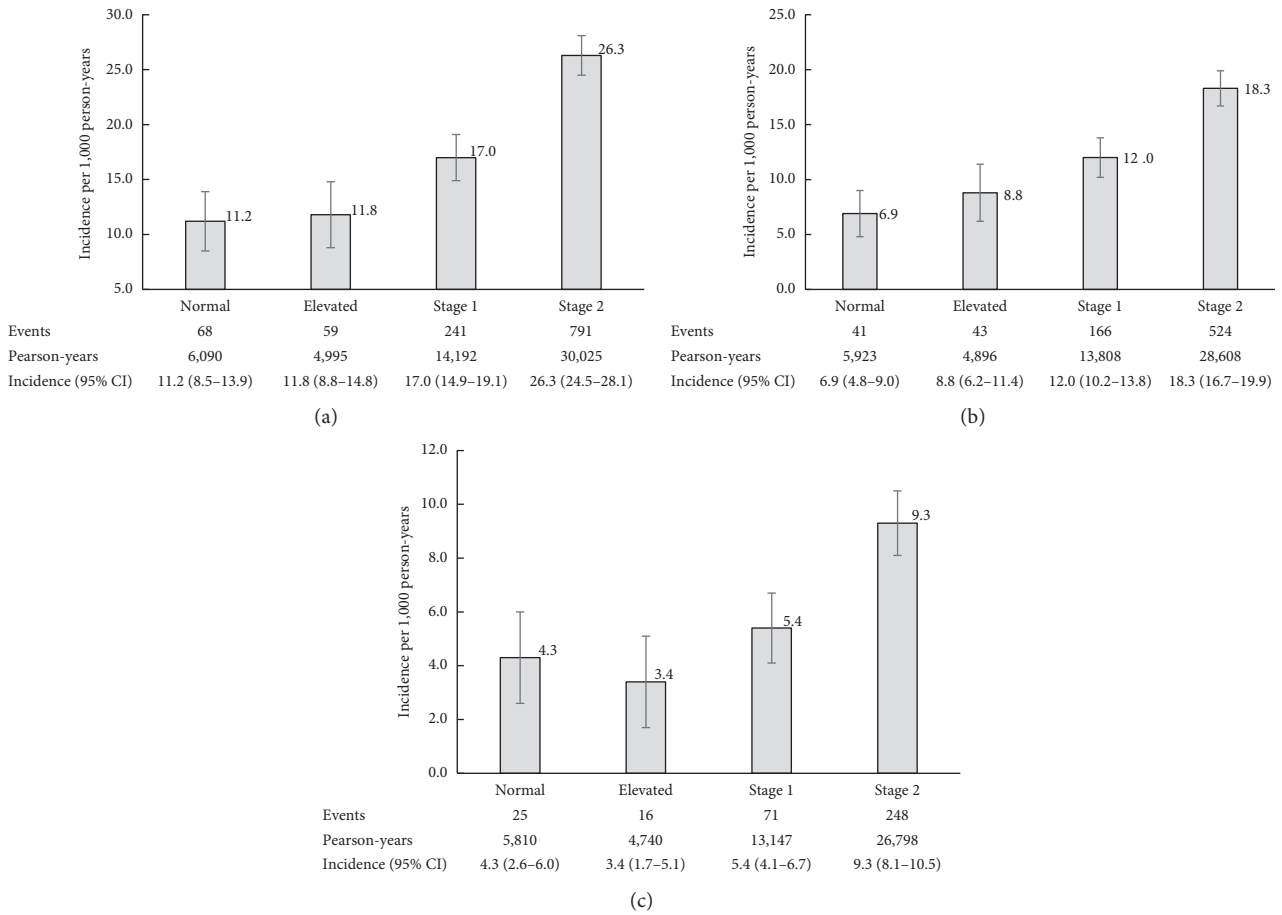 30.0
25.0
20.0
15.0
10.0
5.0
Incidence per 1,000 person-years
11.2
11.8
17.0
26.3
Normal Elevated Stage 1 Stage 2
Events 68 59 241 791
Pearson-years 6,090 4,995 14,192 30,025
Incidence (95% CI) 11.2 (8.5–13.9) 11.8 (8.8–14.8) 17.0 (14.9–19.1) 26.3 (24.5–28.1)
(a)
25.0
20.0
15.0
10.0
5.0
0.0
Incidence per 1,000 person-years
6.9
8.8
12 .0
18.3
Normal Elevated Stage 1 Stage 2
Events 41 43 166 524
Pearson-years 5,923 4,896 13,808 28,608
Incidence (95% CI) 6.9 (4.8–9.0) 8.8 (6.2–11.4) 12.0 (10.2–13.8) 18.3 (16.7–19.9)
(b)
12.0
10.0
8.0
6.0
4.0
2.0
0.0
Incidence per 1,000 person-years
4.3
3.4
5.4
9.3
Normal Elevated Stage 1 Stage 2
Events 25 16 71 248
Pearson-years 5,810 4,740 13,147 26,798
Incidence (95% CI) 4.3 (2.6–6.0) 3.4 (1.7–5.1) 5.4 (4.1–6.7) 9.3 (8.1–10.5)
(c)